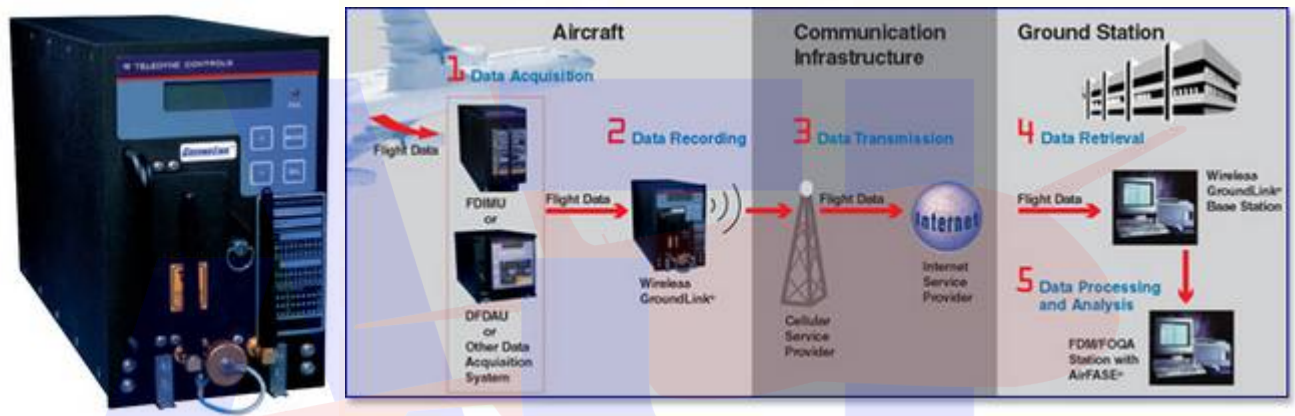 TELEDYNE CONTROLS
GROUNDLINK
Aircraft
Communication
Infrastructure
Ground Station
1 Data Acquisition
Flight Data
FDIMU
or
DFDAU
or
Other Data
Acquisition
System
2 Data Recording
Flight Data
Wireless
GroundLink®
3 Data Transmission
Flight Data
Cellular
Service
Provider
Internet
Internet
Service
Provider
4 Data Retrieval
Flight Data
Wireless
GroundLink®
Base Station
5 Data Processing
and Analysis
FDM/FOQA
Station with
AirFASE®